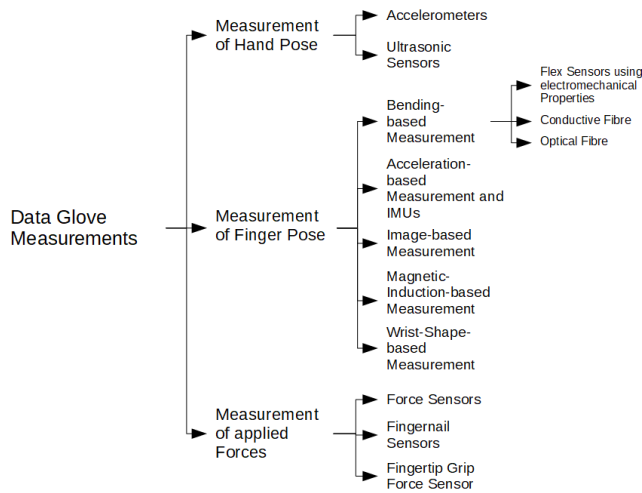 Data Glove
Measurements
Measurement
of Hand Pose
Accelerometers
Ultrasonic
Sensors
Measurement
of Finger Pose
Bending-
based
Measurement
Flex Sensors using
electromechanical
Properties
Conductive Fibre
Optical Fibre
Acceleration-
based
Measurement and
IMUs
Image-based
Measurement
Magnetic-
Induction-based
Measurement
Wrist-Shape-
based
Measurement
Measurement
of applied
Forces
Force Sensors
Fingernail
Sensors
Fingertip Grip
Force Sensor